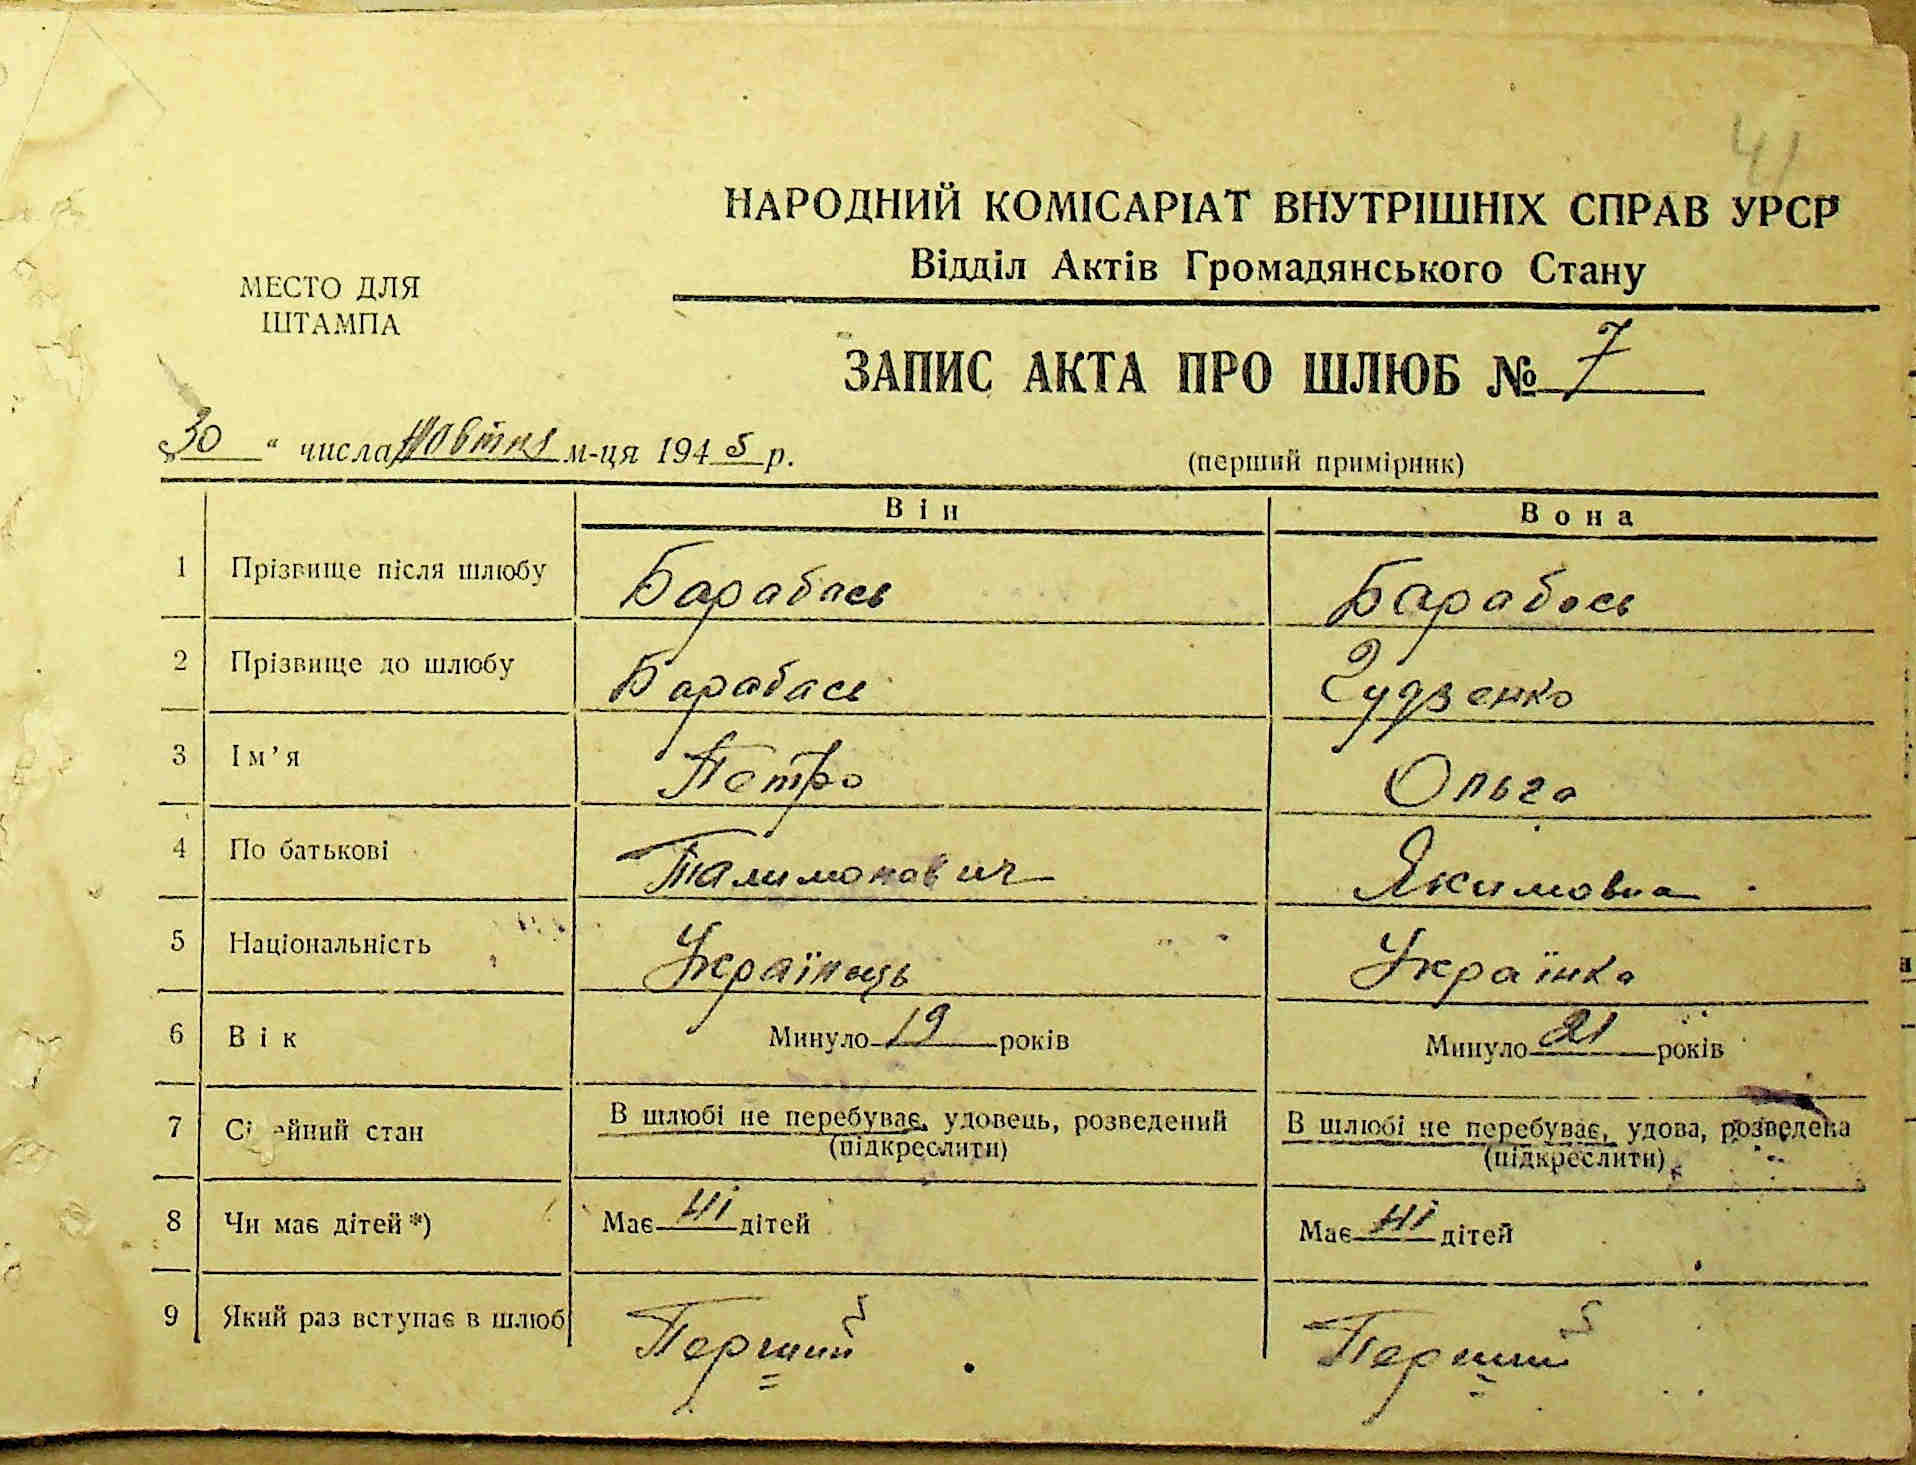 41
НАРОДНИЙ КОМІСАРІАТ ВНУТРІШНІХ СПРАВ УРСР
Відділ Актів Громадянського Стану
МЕСТО ДЛЯ
ШТАМПА
ЗАПИС АКТА ПРО ШЛЮБ № 7
„30“ числа Жовтня м-ця 1945 р.
(перший примірник)
Він Вона
1 Прізвище після шлюбу Барабась Барабась
2 Прізвище до шлюбу Барабась Гудзенко
3 Ім’я Петро Ольга
4 По батькові Палимонович Якимовна
5 Національність Українець Українка
6 Вік Минуло 19 років Минуло 21 років
7 Сімейний стан В шлюбі не перебуває, удовець, розведений В шлюбі не перебуває, удова, розведена
(підкреслити) (підкреслити)
8 Чи має дітей *) Має ні дітей Має ні дітей
9 Який раз вступає в шлюб Перший Перший